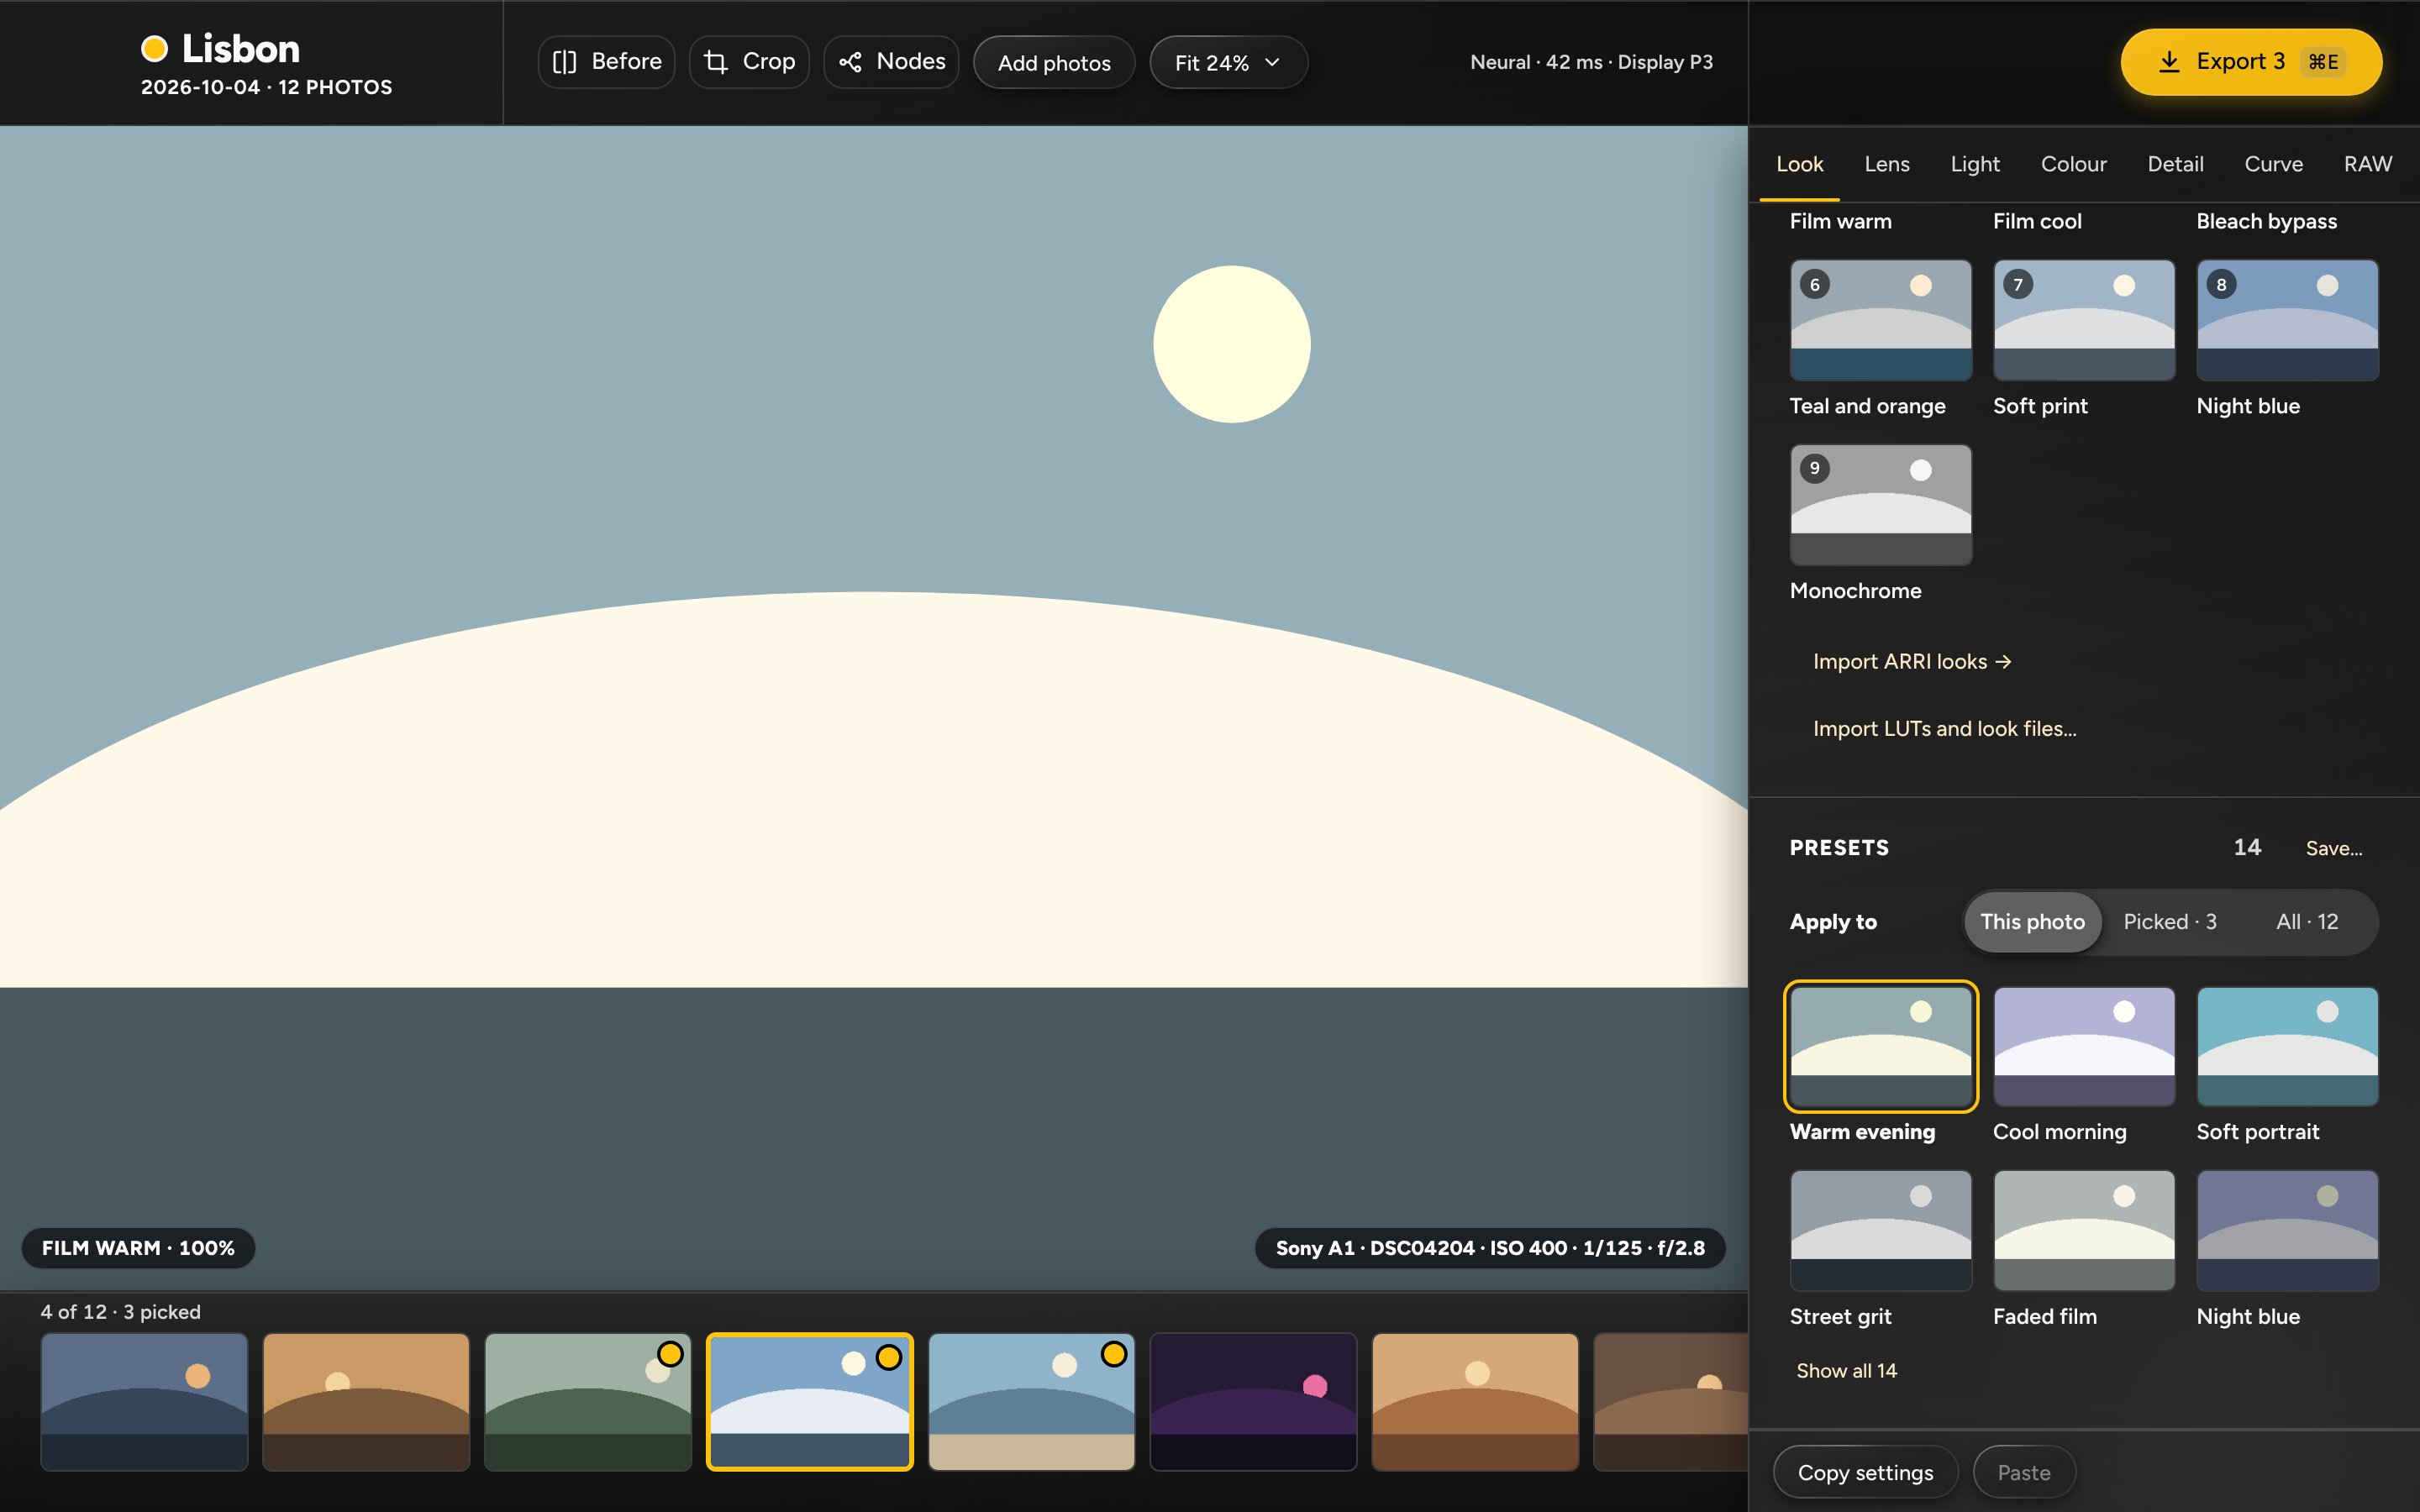 Lisbon
2026-10-04 · 12 PHOTOS
Before
Crop
Nodes
Add photos
Fit 24%
Neural · 42 ms · Display P3
Export 3 ⌘E
Look
Lens
Light
Colour
Detail
Curve
RAW
Film warm
Film cool
Bleach bypass
6
7
8
Teal and orange
Soft print
Night blue
9
Monochrome
Import ARRI looks →
Import LUTs and look files...
PRESETS
14
Save...
Apply to
This photo
Picked · 3
All · 12
Warm evening
Cool morning
Soft portrait
Street grit
Faded film
Night blue
Show all 14
Copy settings
Paste
FILM WARM · 100%
Sony A1 · DSC04204 · ISO 400 · 1/125 · f/2.8
4 of 12 · 3 picked